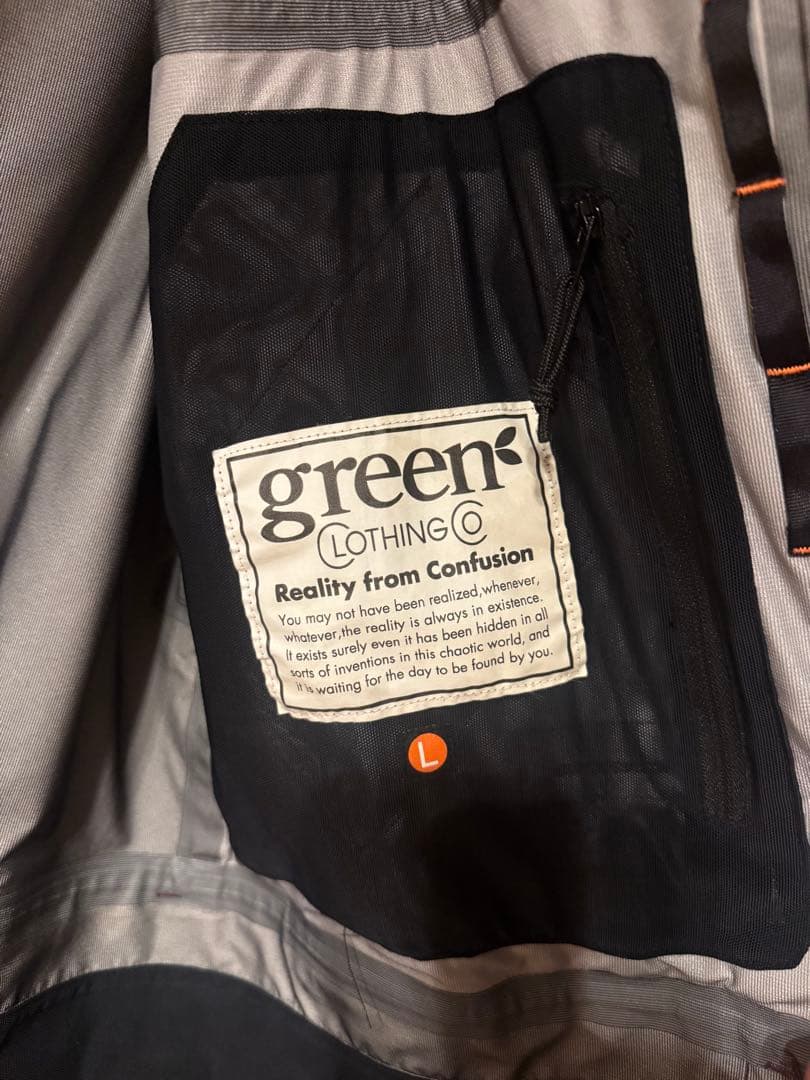 green
CLOTHING CO
Reality from Confusion
You may not have been realized,whenever,
whatever,the reality is always in existence.
It exists surely even it has been hidden in all
sorts of inventions in this chaotic world, and
it is waiting for the day to be found by you.
L